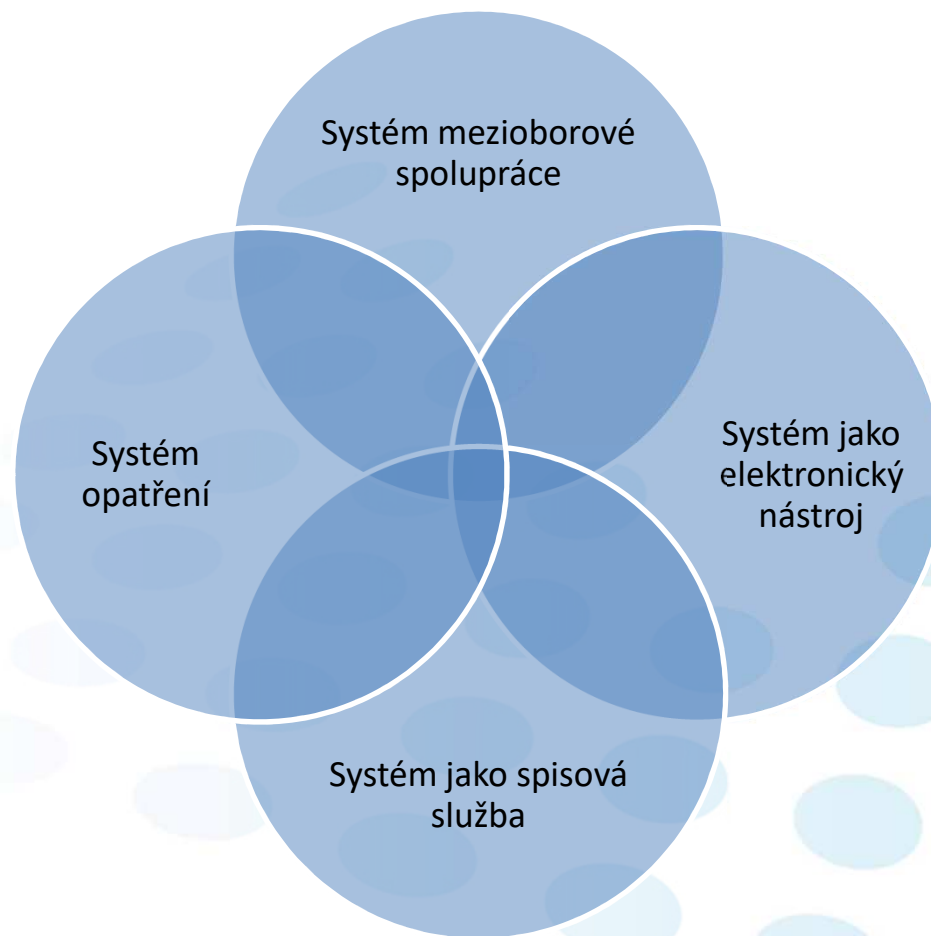 Systém mezioborové
spolupráce
Systém
opatření
Systém jako
elektronický
nástroj
Systém jako spisová
služba